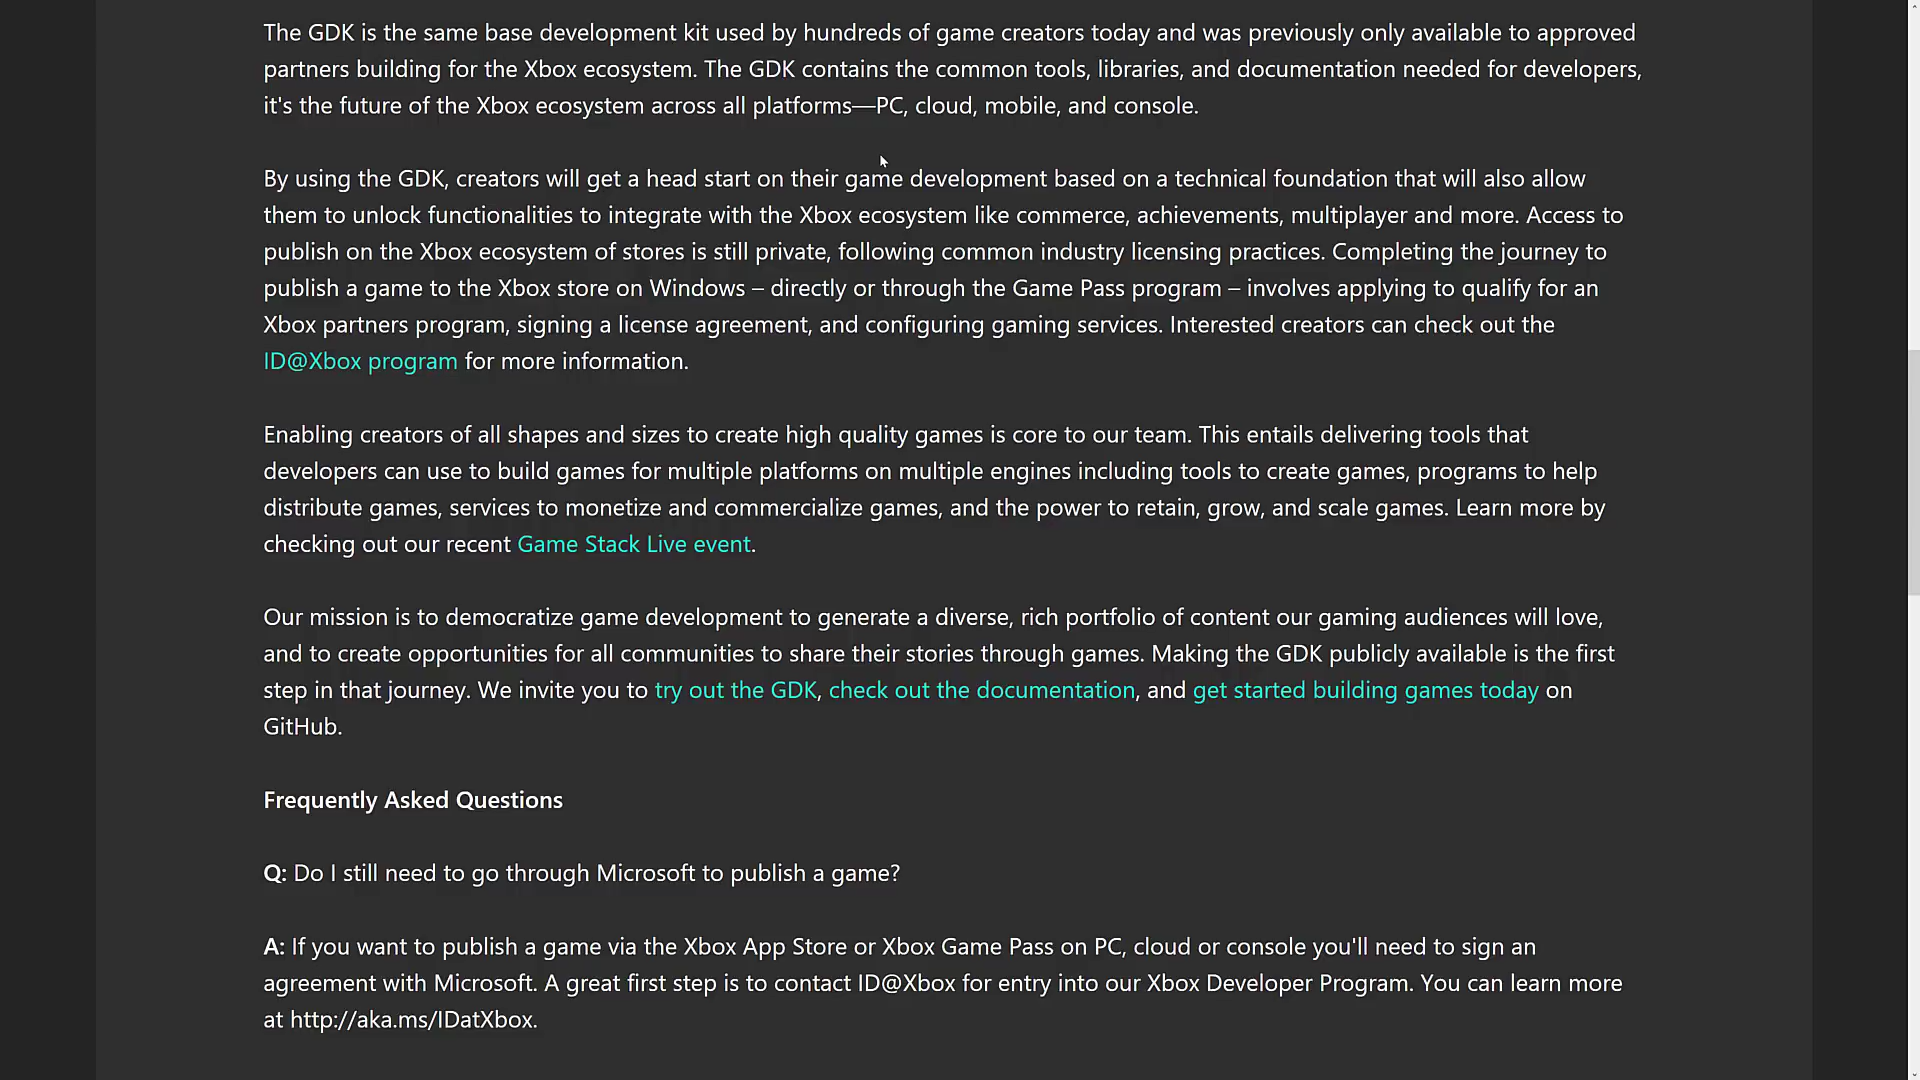 The GDK is the same base development kit used by hundreds of game creators today and was previously only available to approved
partners building for the Xbox ecosystem. The GDK contains the common tools, libraries, and documentation needed for developers,
it's the future of the Xbox ecosystem across all platforms—PC, cloud, mobile, and console.
By using the GDK, creators will get a head start on their game development based on a technical foundation that will also allow
them to unlock functionalities to integrate with the Xbox ecosystem like commerce, achievements, multiplayer and more. Access to
publish on the Xbox ecosystem of stores is still private, following common industry licensing practices. Completing the journey to
publish a game to the Xbox store on Windows – directly or through the Game Pass program – involves applying to qualify for an
Xbox partners program, signing a license agreement, and configuring gaming services. Interested creators can check out the
ID@Xbox program for more information.
Enabling creators of all shapes and sizes to create high quality games is core to our team. This entails delivering tools that
developers can use to build games for multiple platforms on multiple engines including tools to create games, programs to help
distribute games, services to monetize and commercialize games, and the power to retain, grow, and scale games. Learn more by
checking out our recent Game Stack Live event.
Our mission is to democratize game development to generate a diverse, rich portfolio of content our gaming audiences will love,
and to create opportunities for all communities to share their stories through games. Making the GDK publicly available is the first
step in that journey. We invite you to try out the GDK, check out the documentation, and get started building games today on
GitHub.
Frequently Asked Questions
Q: Do I still need to go through Microsoft to publish a game?
A: If you want to publish a game via the Xbox App Store or Xbox Game Pass on PC, cloud or console you'll need to sign an
agreement with Microsoft. A great first step is to contact ID@Xbox for entry into our Xbox Developer Program. You can learn more
at http://aka.ms/IDatXbox.